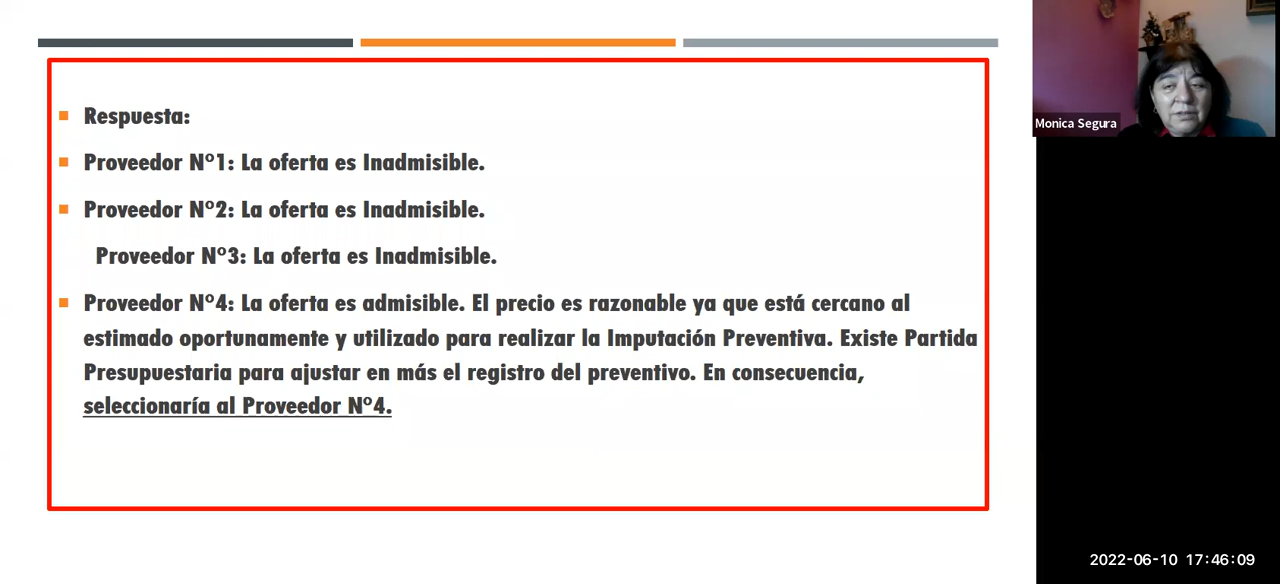 Respuesta:
Proveedor N°1: La oferta es Inadmisible.
Proveedor N°2: La oferta es Inadmisible.
Proveedor N°3: La oferta es Inadmisible.
Proveedor N°4: La oferta es admisible. El precio es razonable ya que está cercano al
estimado oportunamente y utilizado para realizar la Imputación Preventiva. Existe Partida
Presupuestaria para ajustar en más el registro del preventivo. En consecuencia,
seleccionaría al Proveedor N°4.
Monica Segura
2022-06-10 17:46:09